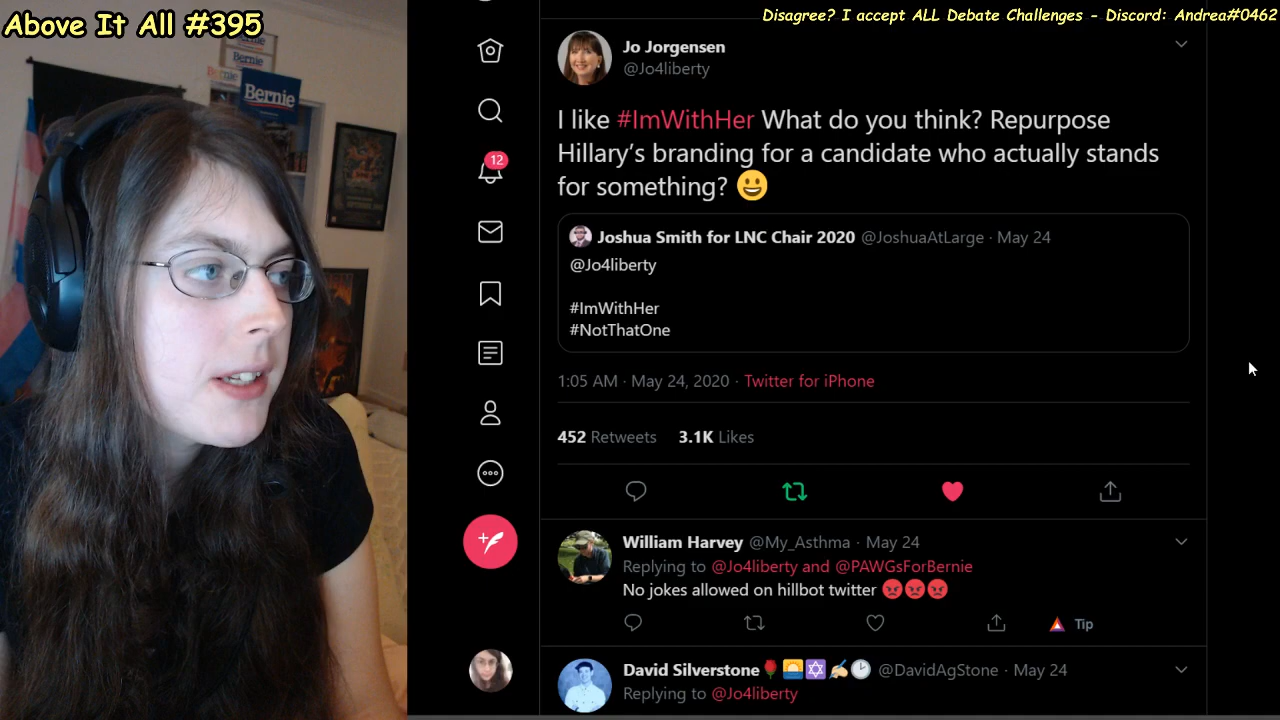 Above It All #395
Disagree? I accept ALL Debate Challenges - Discord: Andrea#0462
Bernie
Bernie
Bernie
Jo Jorgensen
@Jo4liberty
I like #ImWithHer What do you think? Repurpose
Hillary’s branding for a candidate who actually stands
for something? 😀
Joshua Smith for LNC Chair 2020 @JoshuaAtLarge · May 24
@Jo4liberty
#ImWithHer
#NotThatOne
1:05 AM · May 24, 2020 · Twitter for iPhone
452 Retweets 3.1K Likes
12
William Harvey @My_Asthma · May 24
Replying to @Jo4liberty and @PAWGsForBernie
No jokes allowed on hillbot twitter 😡😡😡
Tip
David Silverstone🌹🌅🔯✍🏼🕑 @DavidAgStone · May 24
Replying to @Jo4liberty